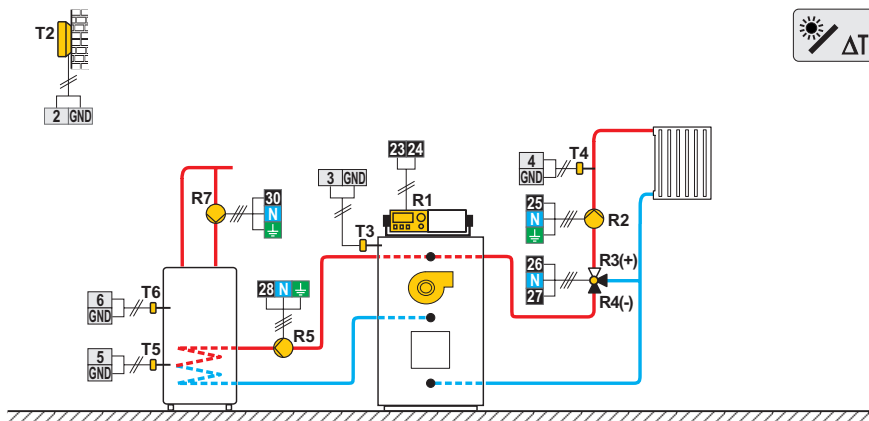 T2
ΔT
2 GND
23 24
4
GND
T4
3 GND
R1
R7
30
N
25
N
R2
T3
26
N
27
R3(+)
R4(-)
28 N
R5
6
GND
T6
5
GND
T5